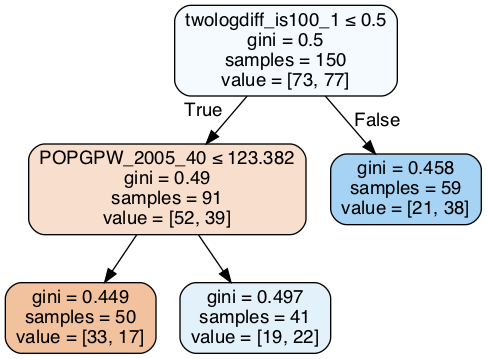 twologdiff_is100_1 ≤ 0.5
gini = 0.5
samples = 150
value = [73, 77]
True
False
POPGPW_2005_40 ≤ 123.382
gini = 0.49
samples = 91
value = [52, 39]
gini = 0.458
samples = 59
value = [21, 38]
gini = 0.449
samples = 50
value = [33, 17]
gini = 0.497
samples = 41
value = [19, 22]